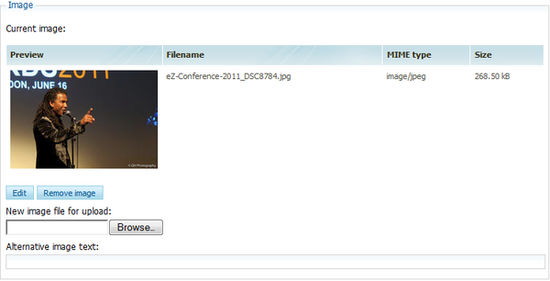 Image
Current image:
Preview Filename MIME type Size
eZ-Conference-2011_DSC8784.jpg image/jpeg 268.50 kB
2011
DON, JUNE 16
Edit Remove image
New image file for upload:
Browse..
Alternative image text: